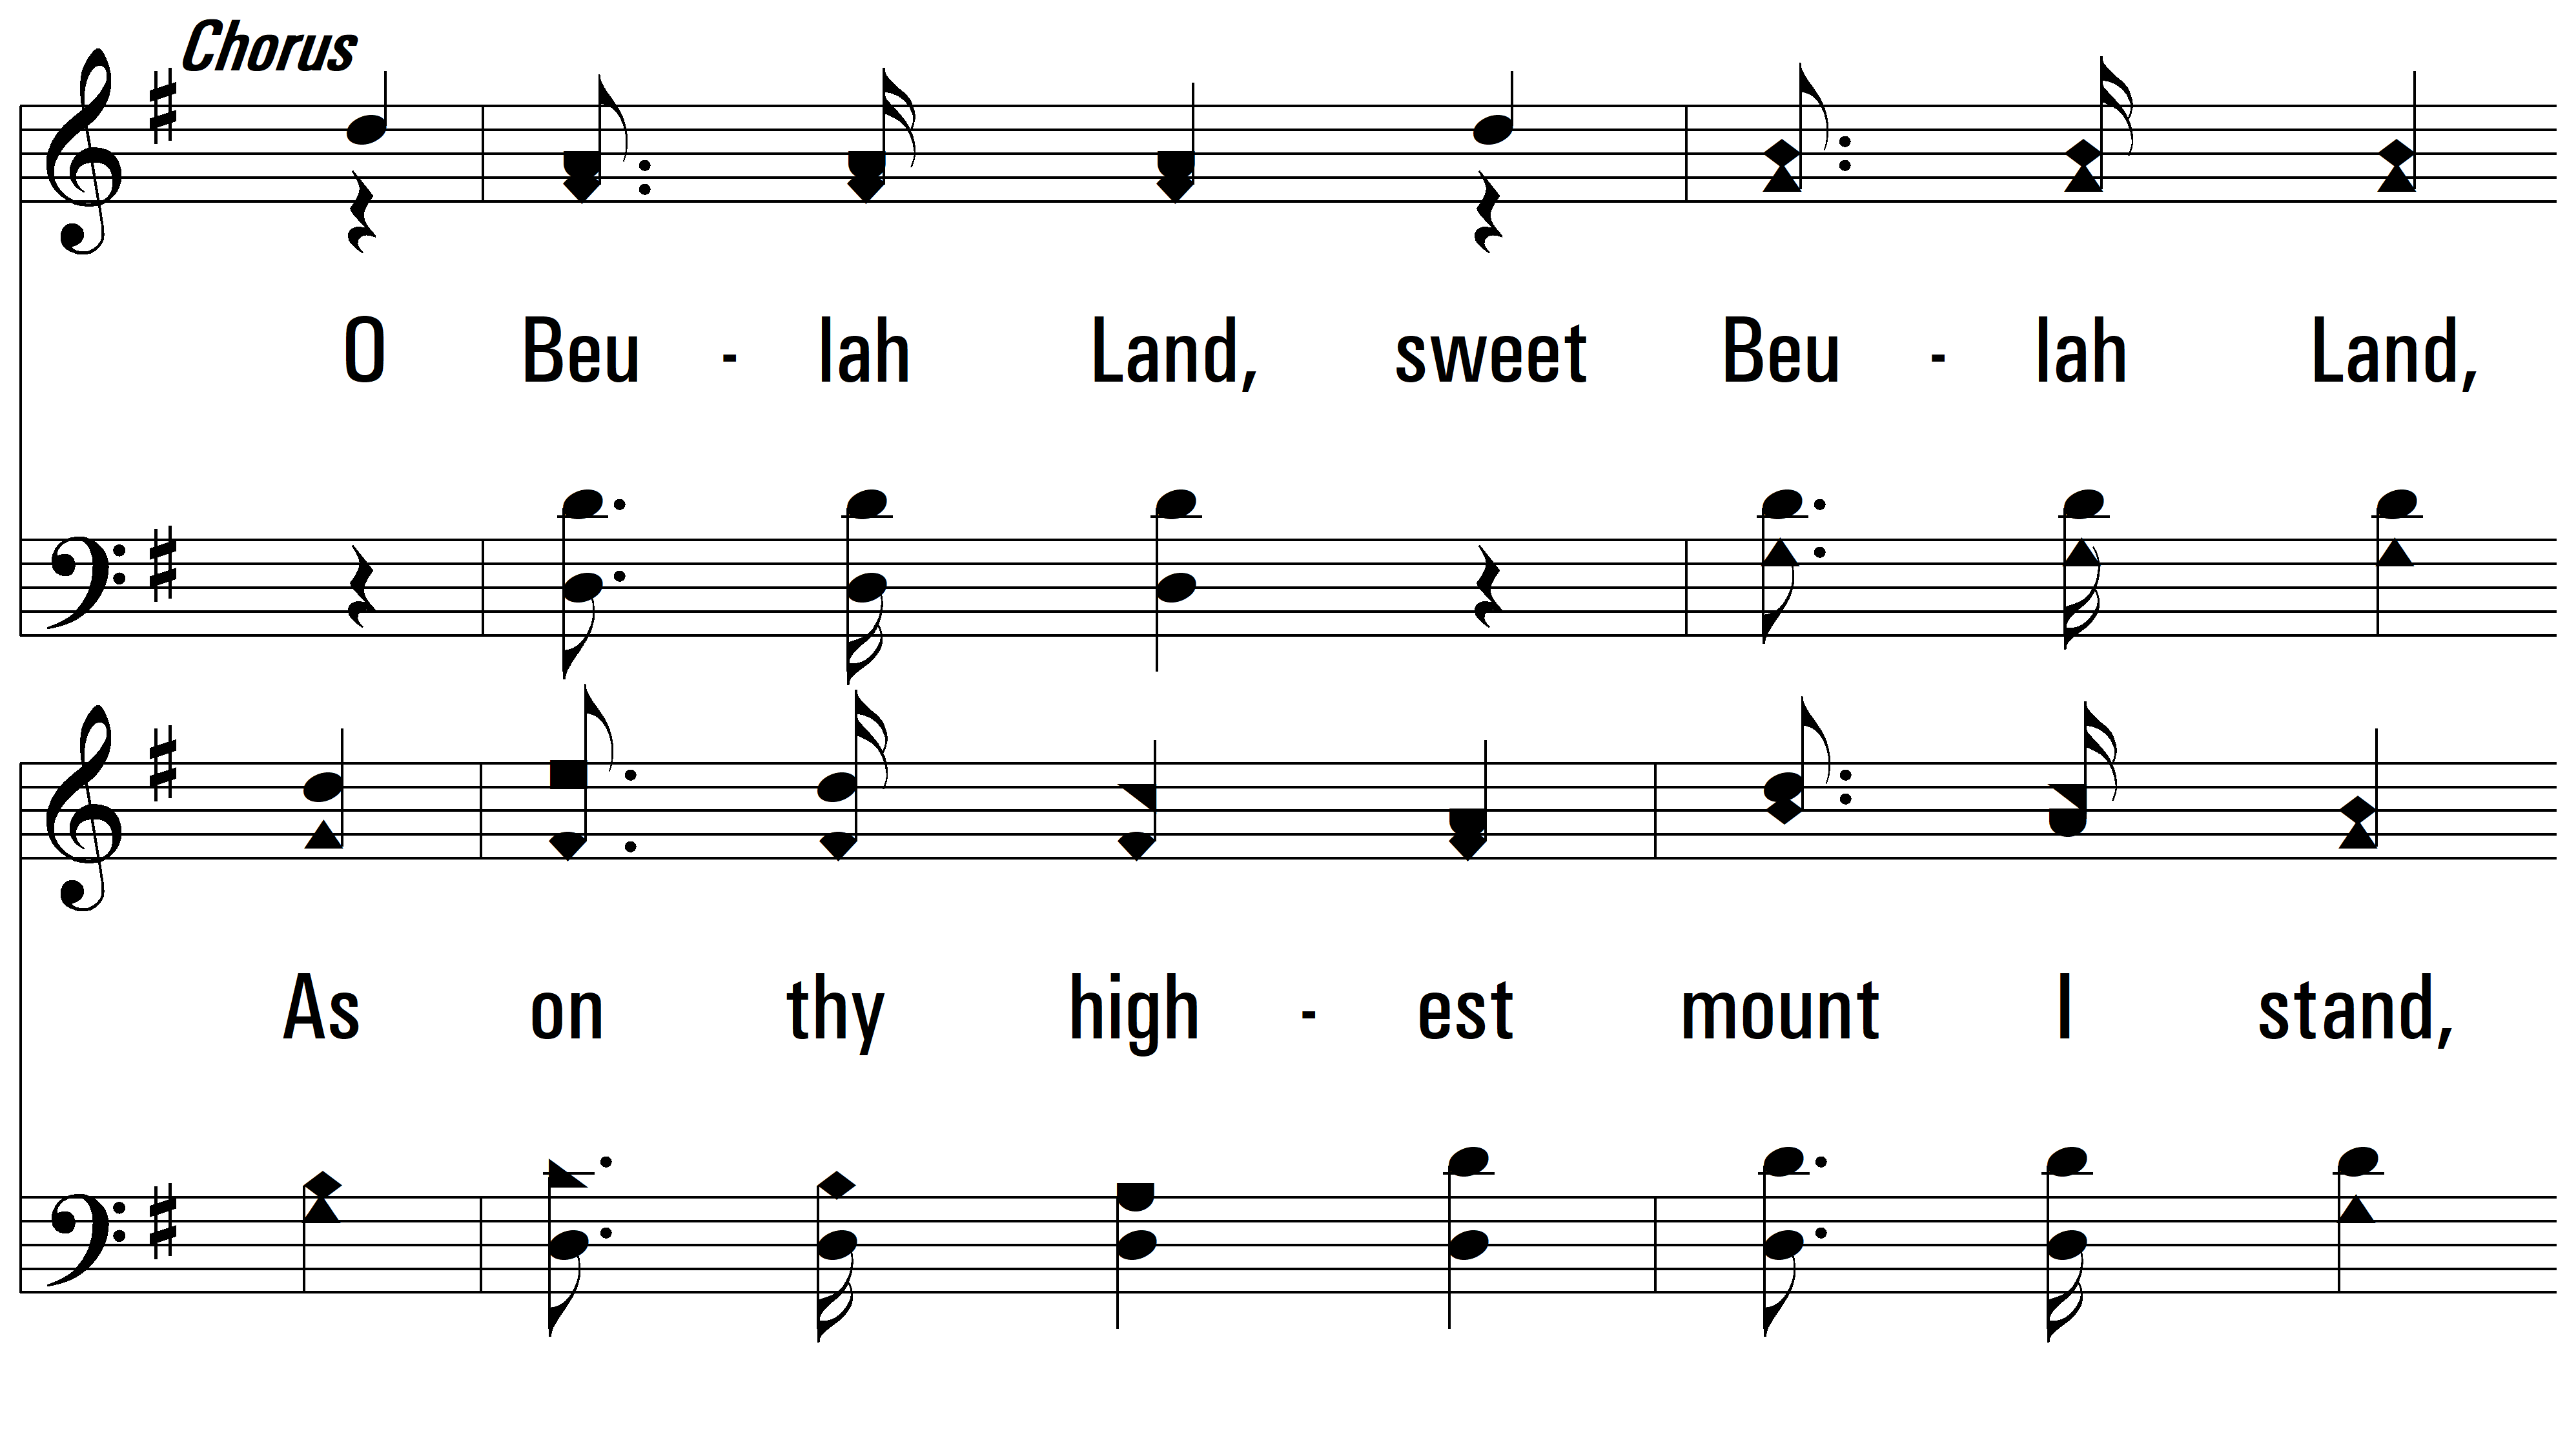 Chorus
O Beu - lah Land, sweet Beu - lah Land,
As on thy high - est mount I stand,